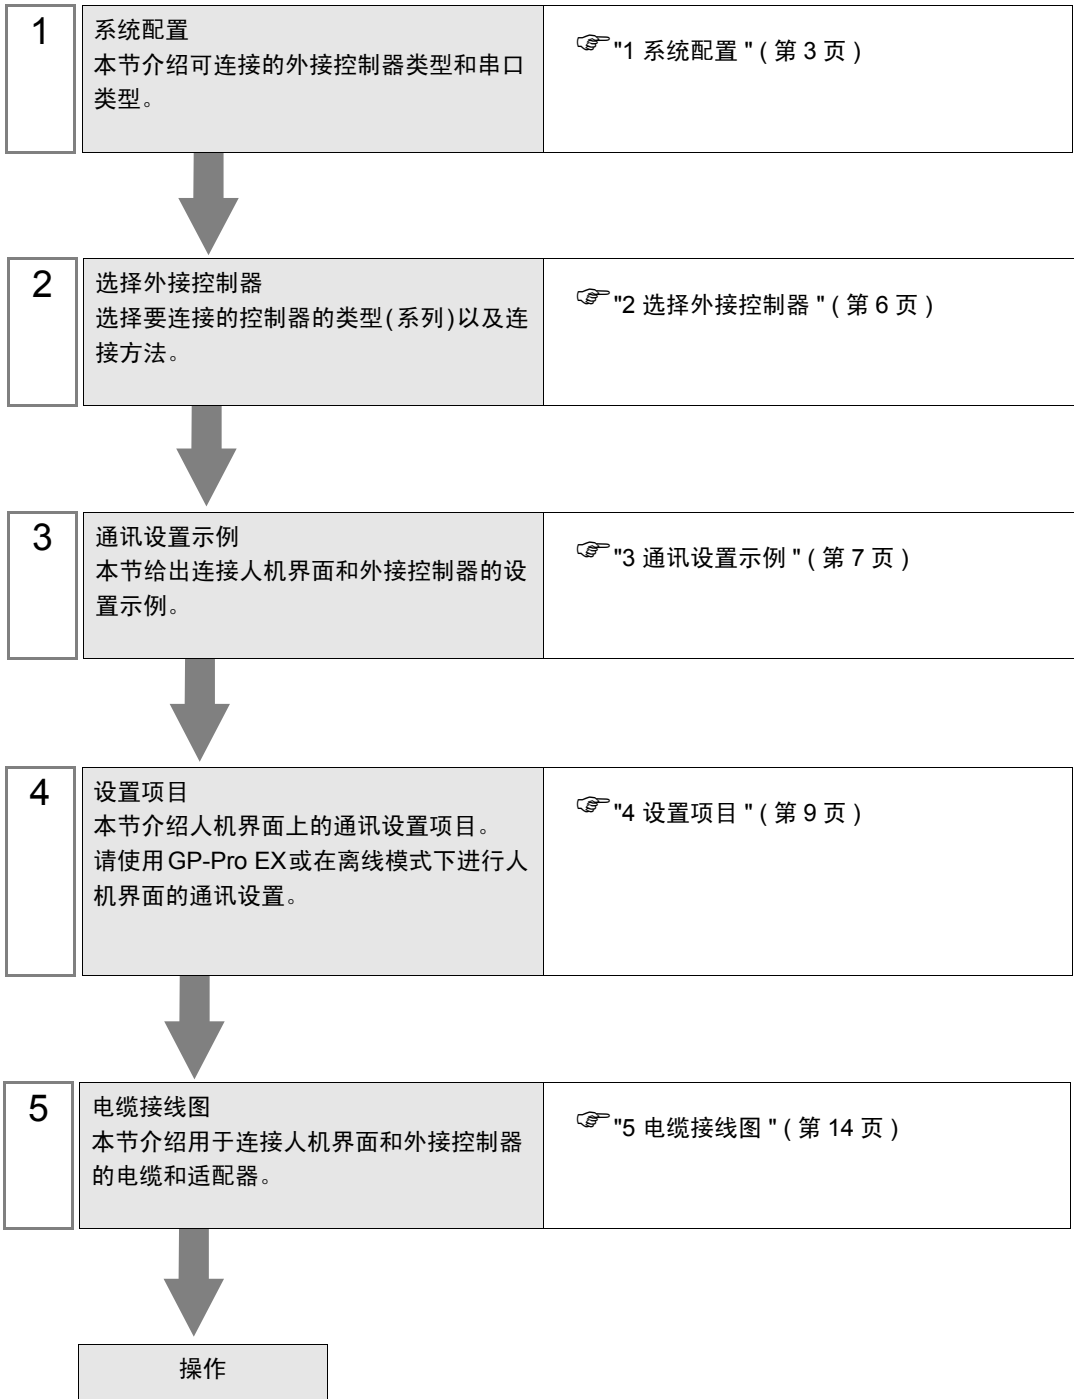 1
系统配置
本节介绍可连接的外接控制器类型和串口
类型。
☞"1 系统配置 " ( 第 3 页 )
2
选择外接控制器
选择要连接的控制器的类型(系列)以及连
接方法。
☞"2 选择外接控制器 " ( 第 6 页 )
3
通讯设置示例
本节给出连接人机界面和外接控制器的设
置示例。
☞"3 通讯设置示例 " ( 第 7 页 )
4
设置项目
本节介绍人机界面上的通讯设置项目。
请使用GP-Pro EX或在离线模式下进行人
机界面的通讯设置。
☞"4 设置项目 " ( 第 9 页 )
5
电缆接线图
本节介绍用于连接人机界面和外接控制器
的电缆和适配器。
☞"5 电缆接线图 " ( 第 14 页 )
操作